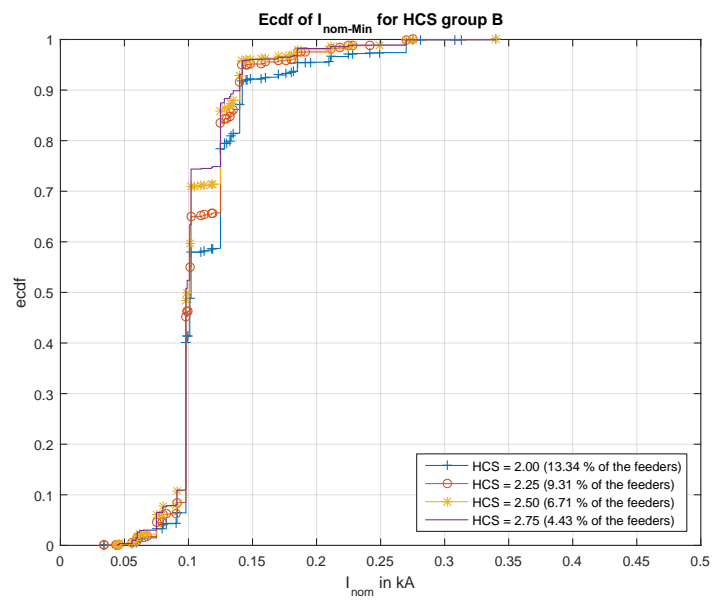 Ecdf of I_nom-Min for HCS group B
1
0.9
0.8
0.7
0.6
0.5
0.4
0.3
0.2
0.1
0
ecdf
HCS = 2.00 (13.34 % of the feeders)
HCS = 2.25 (9.31 % of the feeders)
HCS = 2.50 (6.71 % of the feeders)
HCS = 2.75 (4.43 % of the feeders)
0 0.05 0.1 0.15 0.2 0.25 0.3 0.35 0.4 0.45 0.5
I_nom in kA